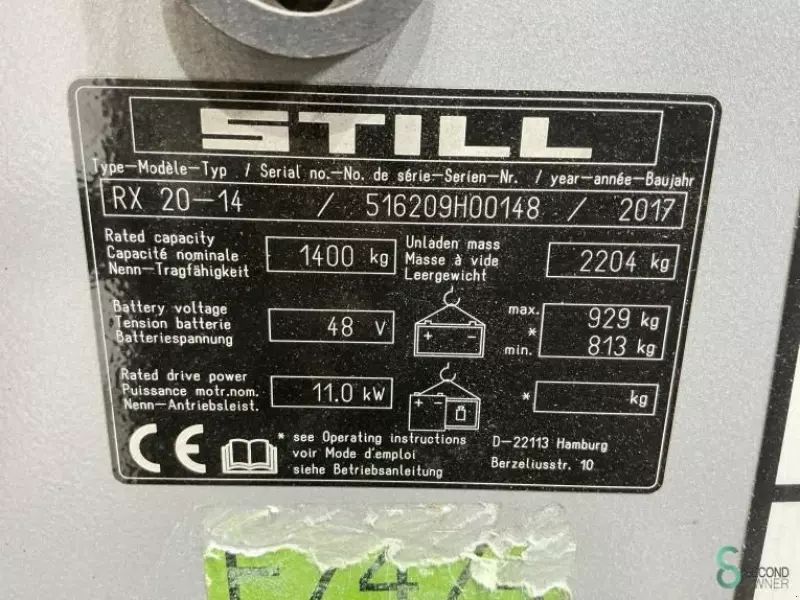 STILL
Type-Modèle-Typ / Serial no.-No. de série-Serien-Nr. / year-année-Baujahr
RX 20-14 / 516209H00148 / 2017
Rated capacity
Capacité nominale
Nenn-Tragfähigkeit
1400 kg
Unladen mass
Masse à vide
Leergewicht
2204 kg
Battery voltage
Tension batterie
Batteriespannung
48 V
+ -
max. 929 kg
*
min. 813 kg
Rated drive power
Puissance motr.nom.
Nenn-Antriebsleist.
11.0 kW
+ -
* kg
CE
* see Operating instructions
voir Mode d'emploi
siehe Betriebsanleitung
D-22113 Hamburg
Berzeliusstr. 10
SECOND
OWNER